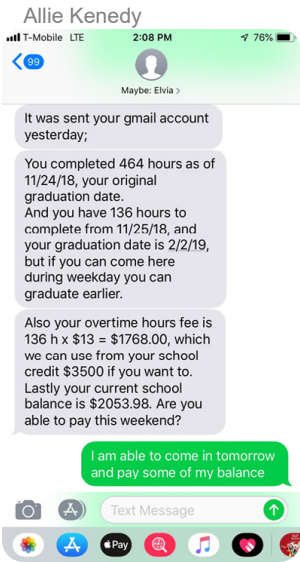 Allie Kenedy
T-Mobile LTE 2:08 PM 76%
99
Maybe: Elvia >
It was sent your gmail account
yesterday;
You completed 464 hours as of
11/24/18, your original
graduation date.
And you have 136 hours to
complete from 11/25/18, and
your graduation date is 2/2/19,
but if you can come here
during weekday you can
graduate earlier.
Also your overtime hours fee is
136 h x $13 = $1768.00, which
we can use from your school
credit $3500 if you want to.
Lastly your current school
balance is $2053.98. Are you
able to pay this weekend?
I am able to come in tomorrow
and pay some of my balance
Text Message
Pay